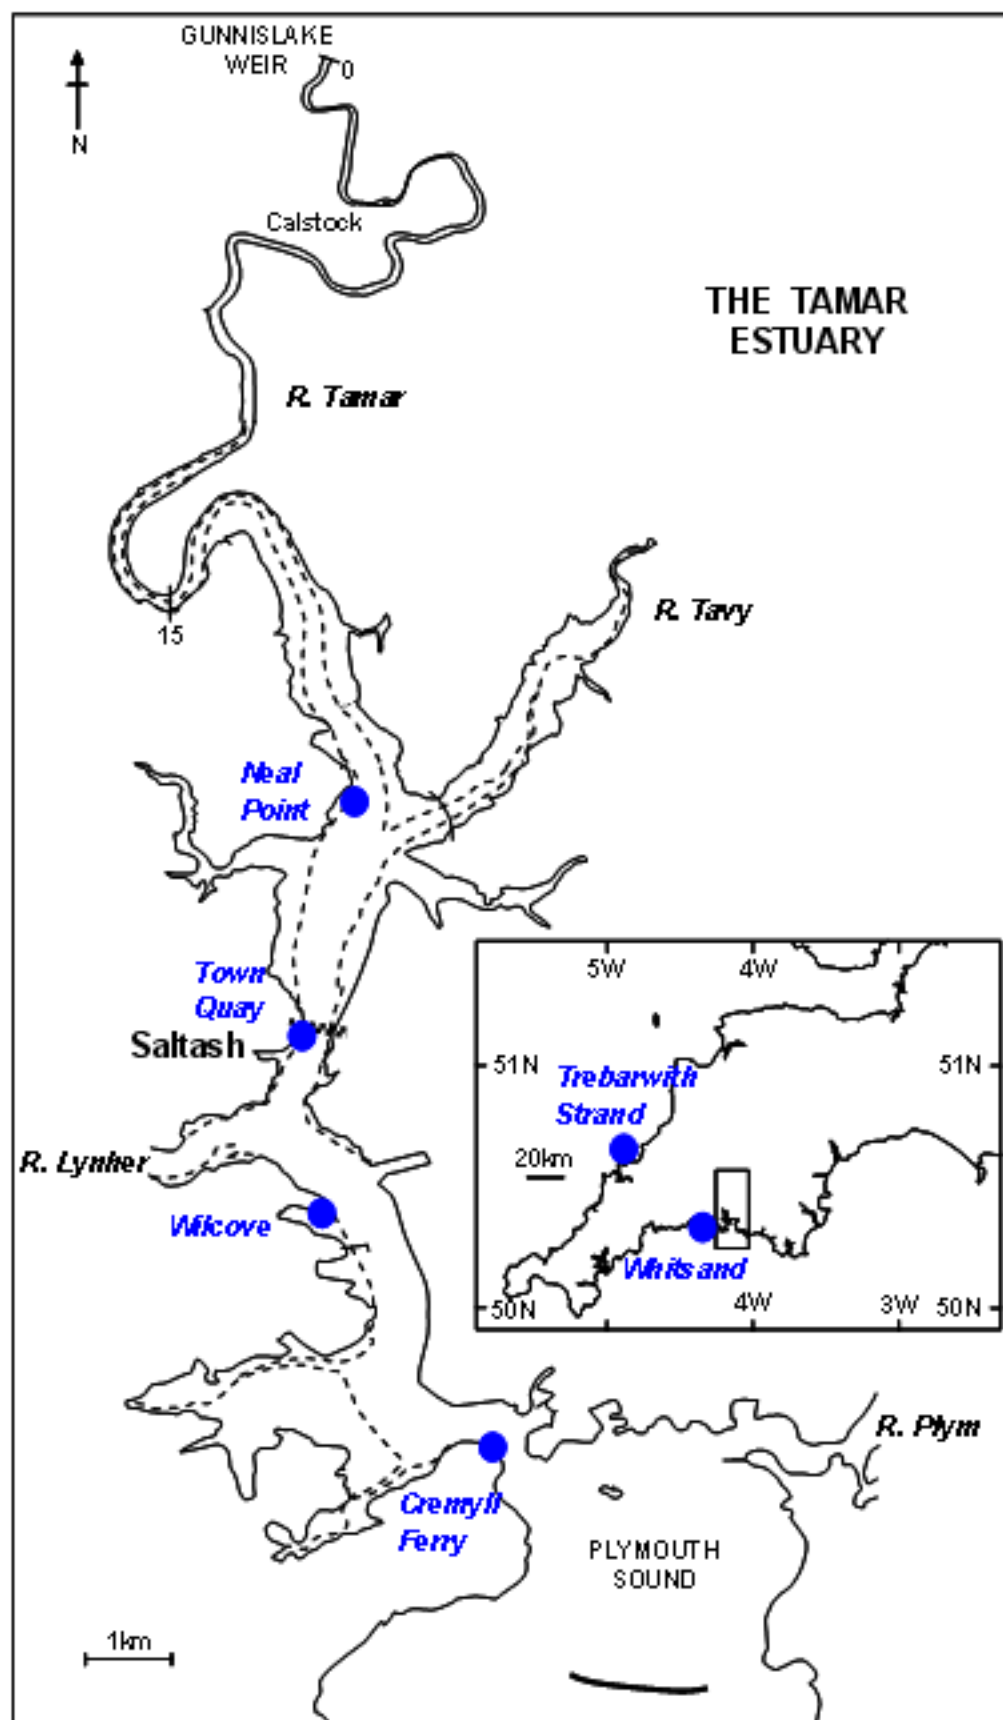 GUNNISLAKE
WEIR
0
N
Calstock
THE TAMAR
ESTUARY
R. Tamar
R. Tavy
15
Neal
Point
Town
Quay
Saltash
5W
4W
51N
51N
Trebarwith
Strand
20km
R. Lynher
Wilcove
Whitsand
50N
4W
3W
50N
R. Plym
Cremyll
Ferry
PLYMOUTH
SOUND
1km